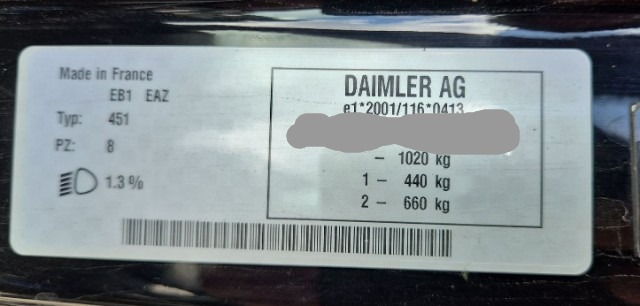 Made in France
EB1 EAZ
Typ: 451
PZ: 8
1.3%
DAIMLER AG
e1*2001/116*0413
– 1020 kg
1 – 440 kg
2 – 660 kg